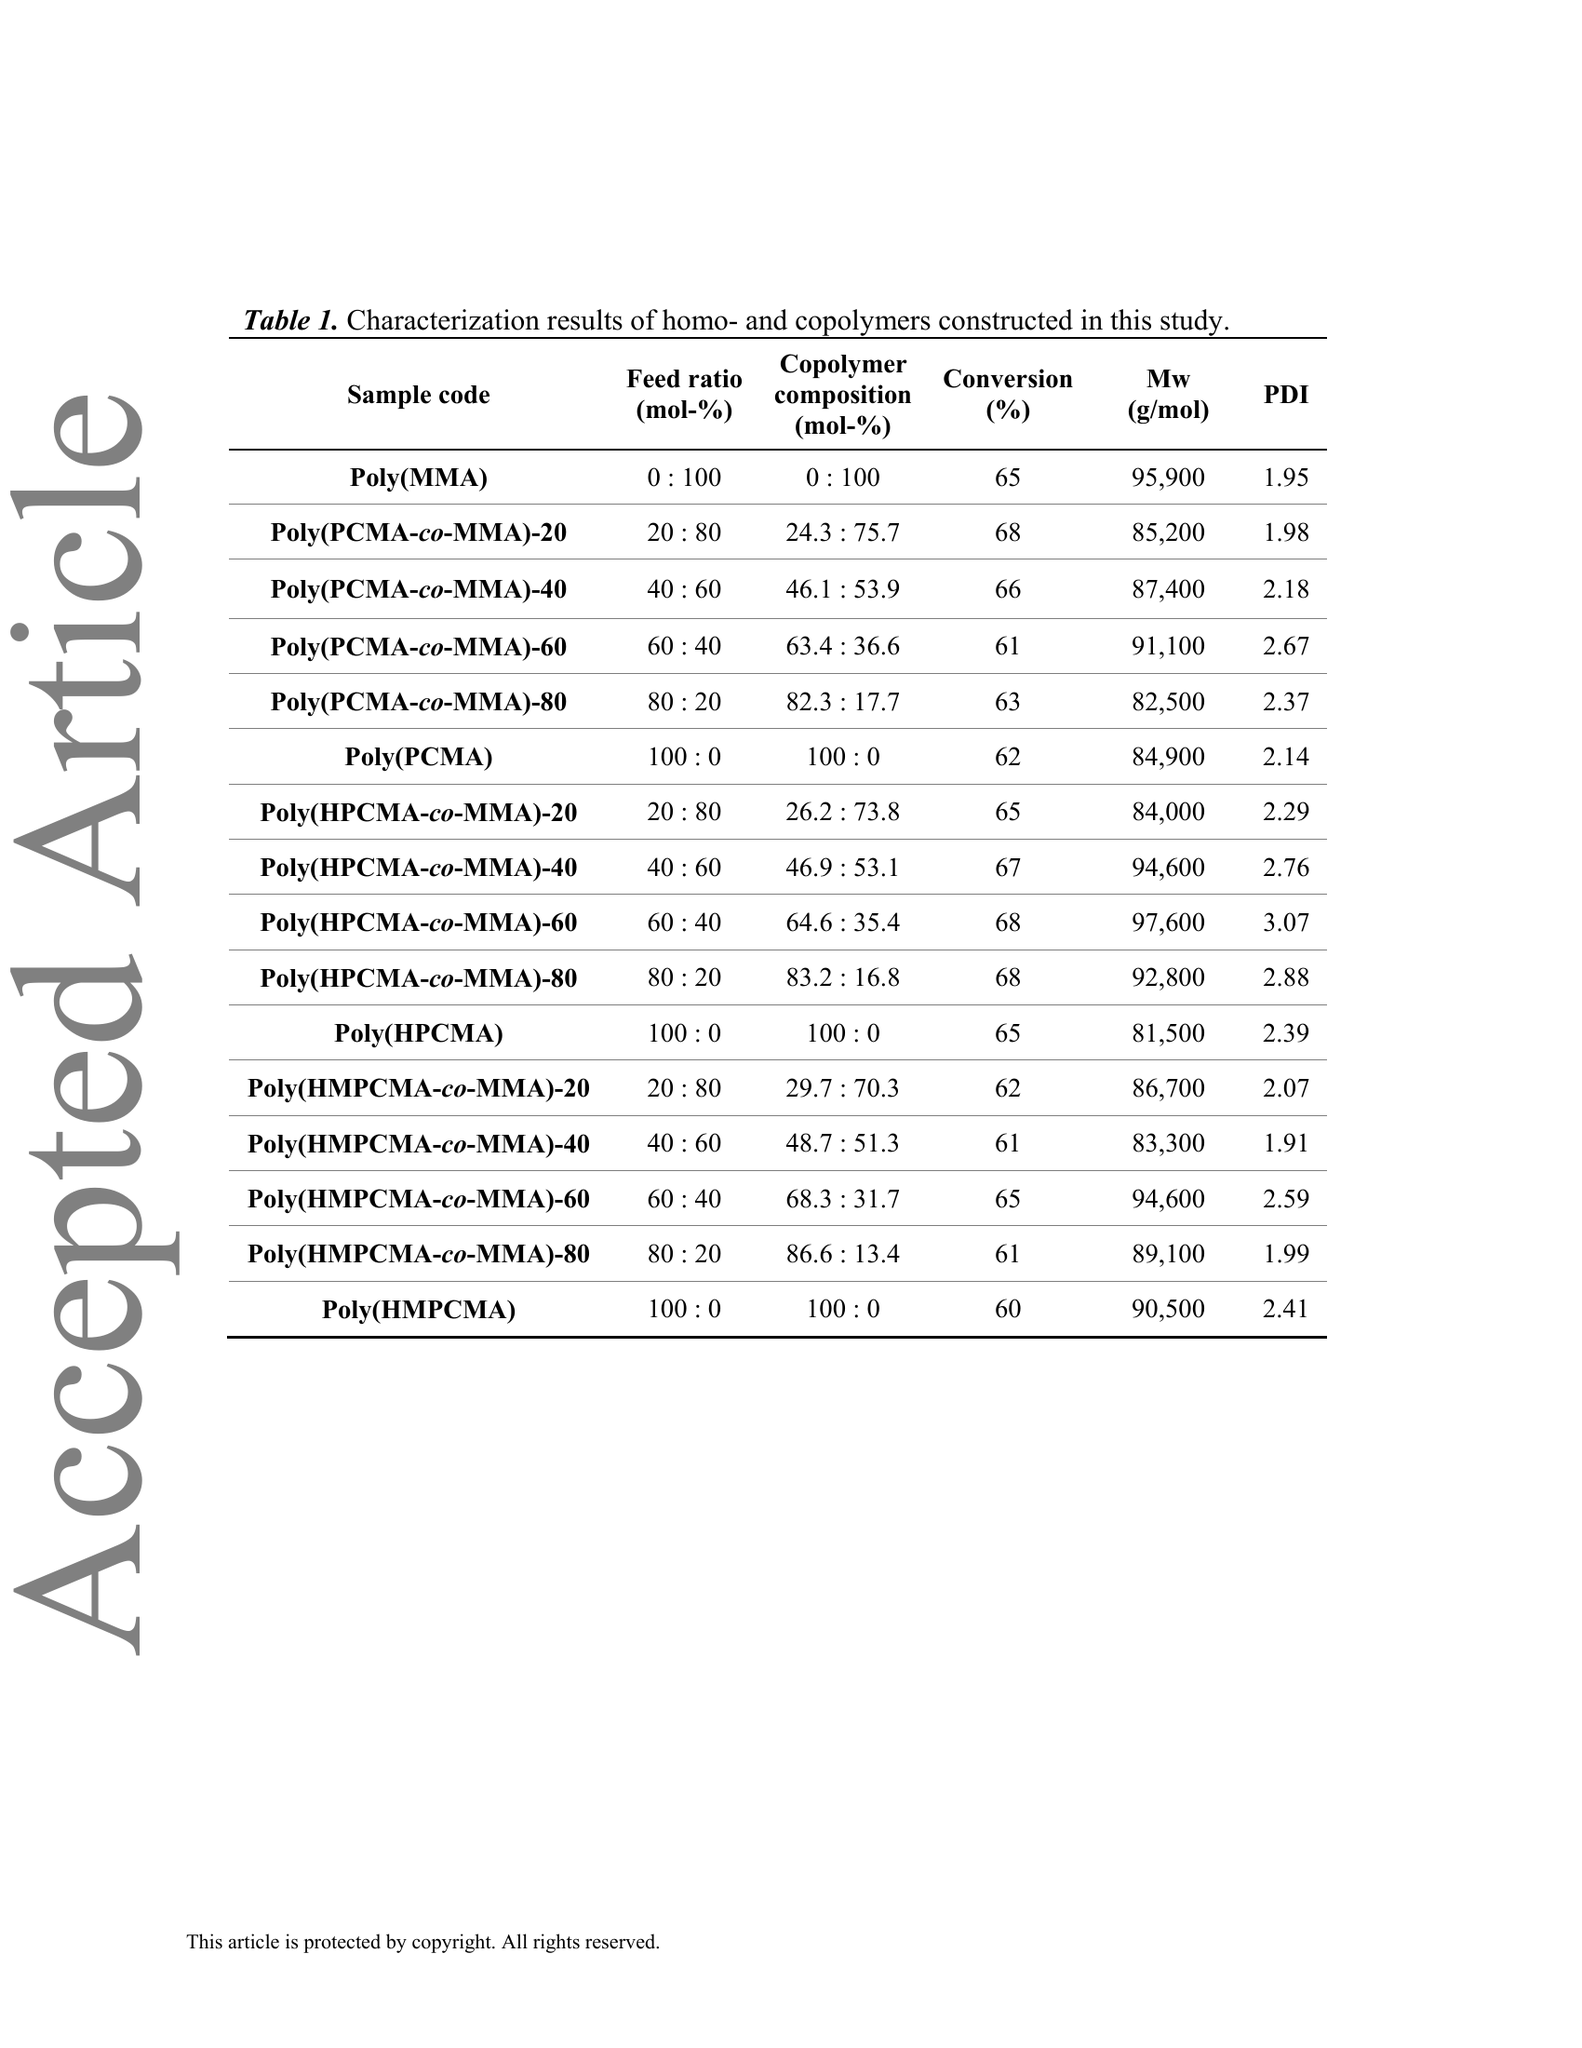 Accepted Article
Table 1. Characterization results of homo- and copolymers constructed in this study.
Sample code Feed ratio (mol-%) Copolymer composition (mol-%) Conversion (%) Mw (g/mol) PDI
Poly(MMA) 0 : 100 0 : 100 65 95,900 1.95
Poly(PCMA-co-MMA)-20 20 : 80 24.3 : 75.7 68 85,200 1.98
Poly(PCMA-co-MMA)-40 40 : 60 46.1 : 53.9 66 87,400 2.18
Poly(PCMA-co-MMA)-60 60 : 40 63.4 : 36.6 61 91,100 2.67
Poly(PCMA-co-MMA)-80 80 : 20 82.3 : 17.7 63 82,500 2.37
Poly(PCMA) 100 : 0 100 : 0 62 84,900 2.14
Poly(HPCMA-co-MMA)-20 20 : 80 26.2 : 73.8 65 84,000 2.29
Poly(HPCMA-co-MMA)-40 40 : 60 46.9 : 53.1 67 94,600 2.76
Poly(HPCMA-co-MMA)-60 60 : 40 64.6 : 35.4 68 97,600 3.07
Poly(HPCMA-co-MMA)-80 80 : 20 83.2 : 16.8 68 92,800 2.88
Poly(HPCMA) 100 : 0 100 : 0 65 81,500 2.39
Poly(HMPCMA-co-MMA)-20 20 : 80 29.7 : 70.3 62 86,700 2.07
Poly(HMPCMA-co-MMA)-40 40 : 60 48.7 : 51.3 61 83,300 1.91
Poly(HMPCMA-co-MMA)-60 60 : 40 68.3 : 31.7 65 94,600 2.59
Poly(HMPCMA-co-MMA)-80 80 : 20 86.6 : 13.4 61 89,100 1.99
Poly(HMPCMA) 100 : 0 100 : 0 60 90,500 2.41
This article is protected by copyright. All rights reserved.